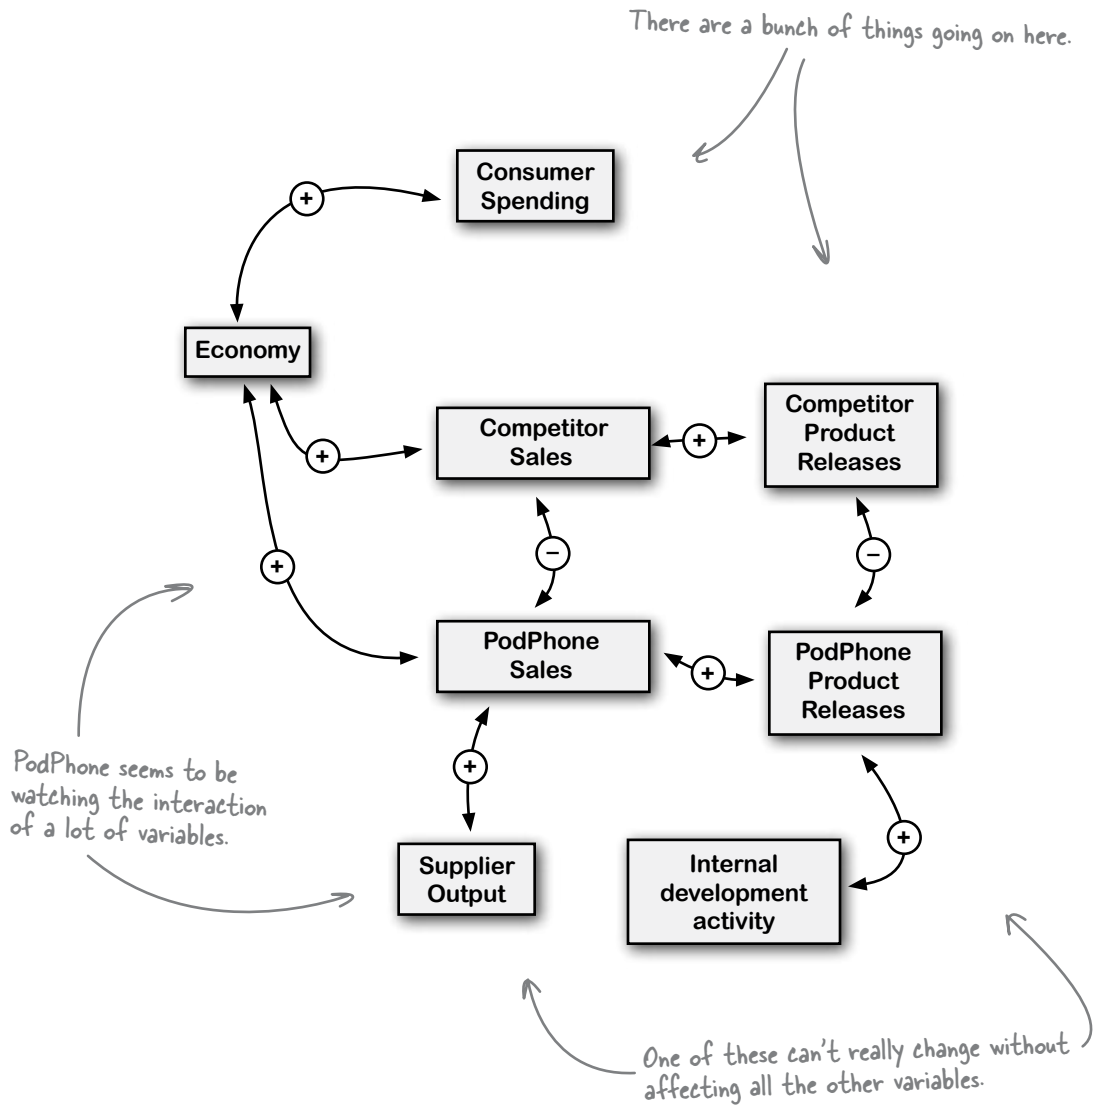 There are a bunch of things going on here.
Consumer
Spending
+
Economy
Competitor
Sales
+
+
Competitor
Product
Releases
−
−
+
PodPhone
Sales
+
PodPhone
Product
Releases
PodPhone seems to be
watching the interaction
of a lot of variables.
+
Supplier
Output
+
Internal
development
activity
One of these can't really change without
affecting all the other variables.